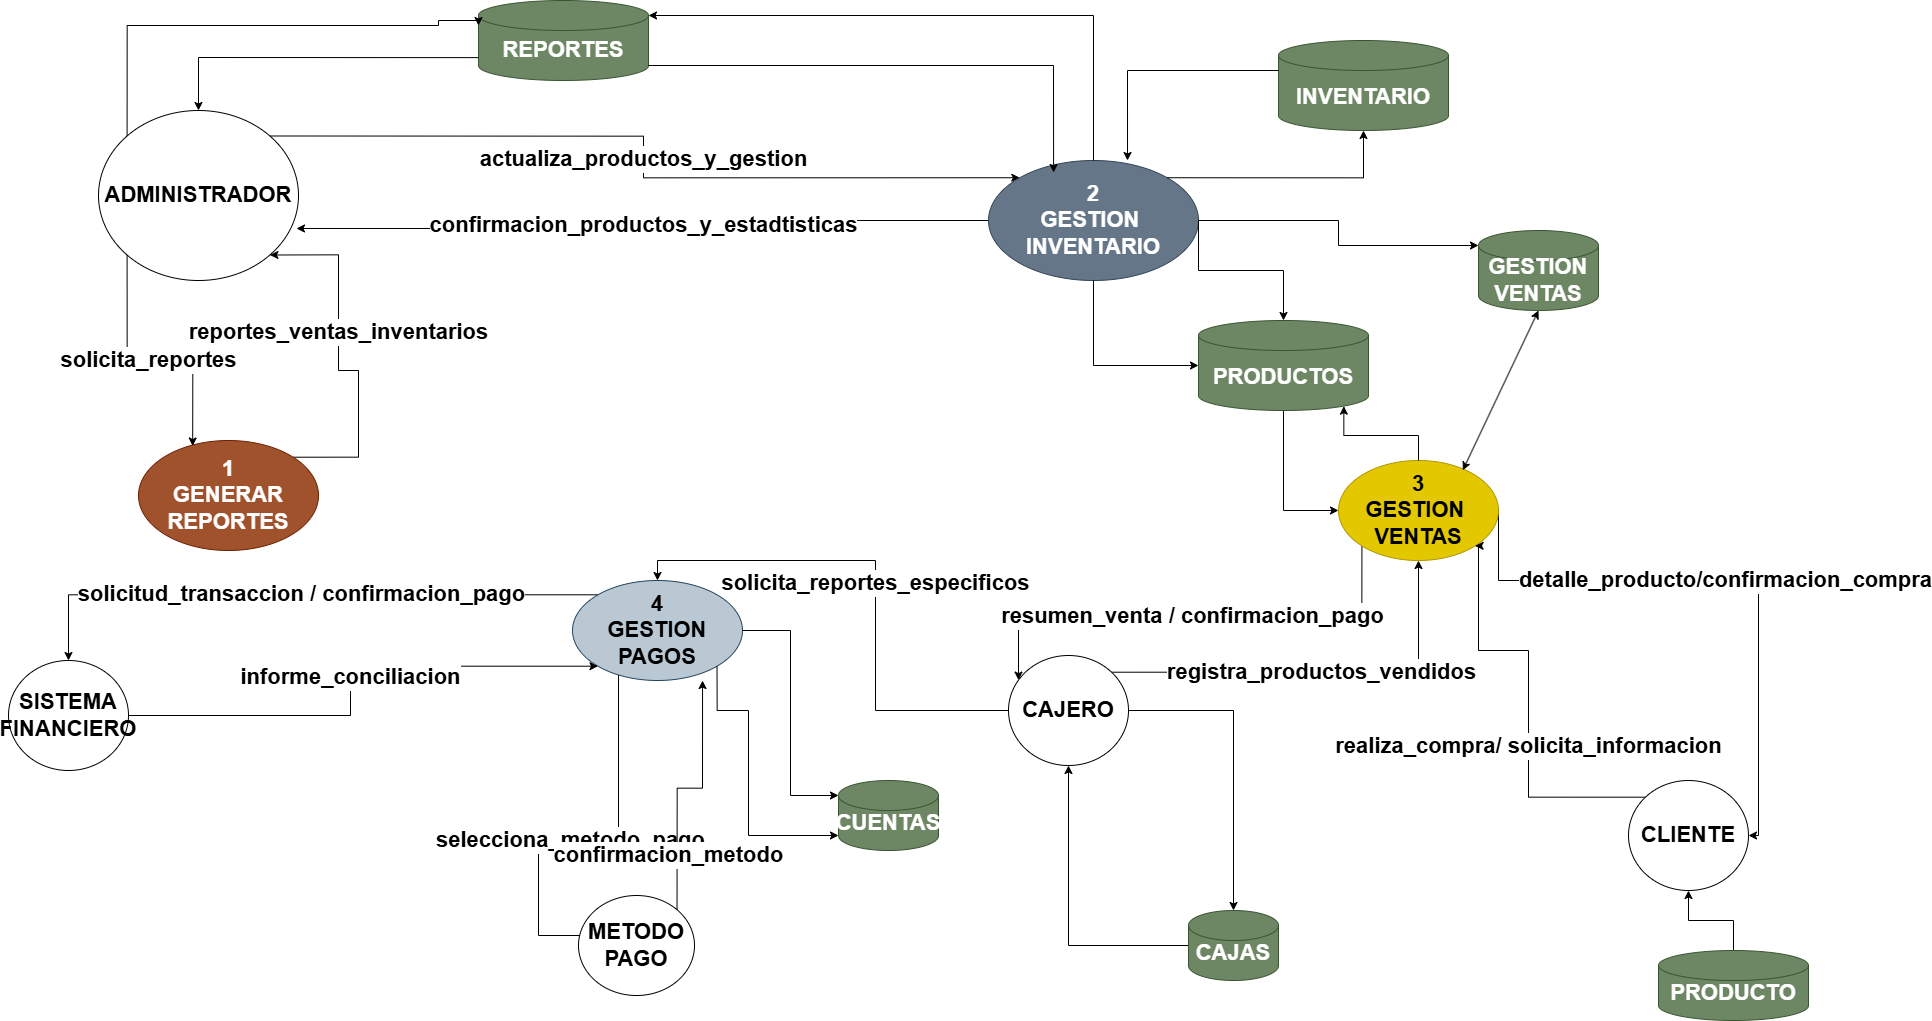 REPORTES
INVENTARIO
actualiza_productos_y_gestion
ADMINISTRADOR
2
GESTION
INVENTARIO
confirmacion_productos_y_estadtisticas
GESTION
VENTAS
reportes_ventas_inventarios
solicita_reportes
PRODUCTOS
1
GENERAR
REPORTES
3
GESTION
VENTAS
solicita_reportes_especificos
detalle_producto/confirmacion_compra
solicitud_transaccion / confirmacion_pago
4
GESTION
PAGOS
resumen_venta / confirmacion_pago
registra_productos_vendidos
informe_conciliacion
SISTEMA
FINANCIERO
CAJERO
realiza_compra/ solicita_informacion
CUENTAS
CLIENTE
selecciona_metodo_pago
confirmacion_metodo
METODO
PAGO
CAJAS
PRODUCTO